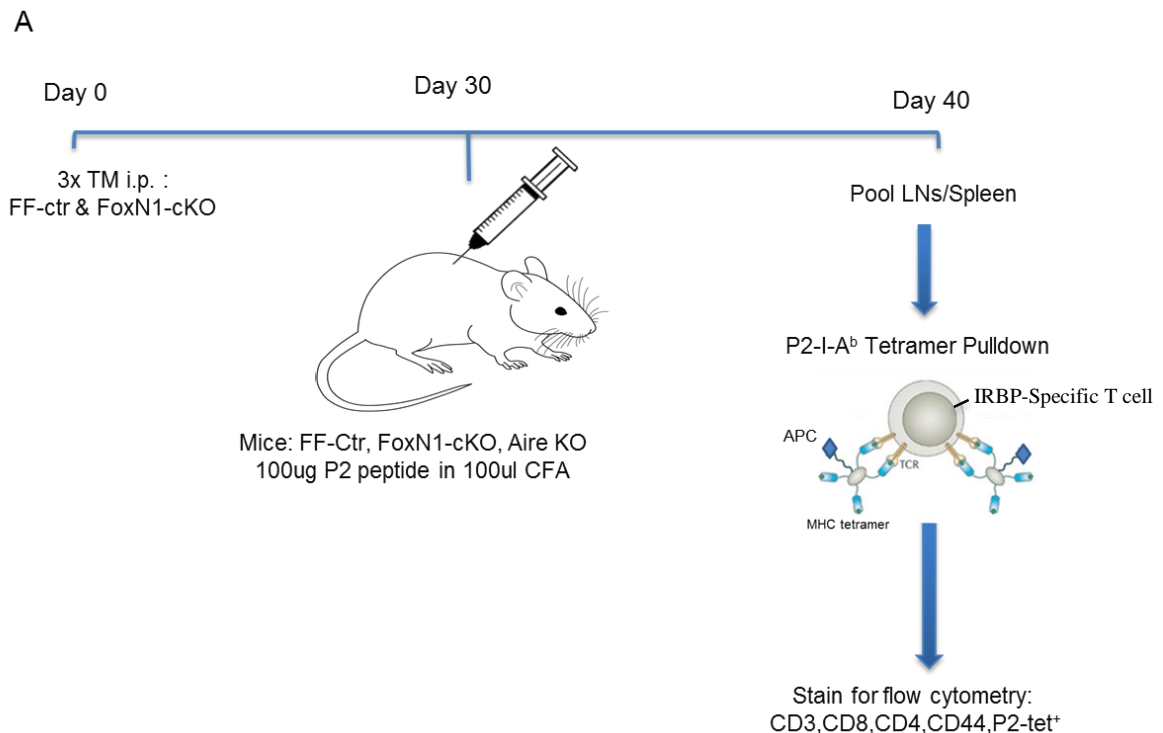 A
Day 0
Day 30
Day 40
3x TM i.p. :
FF-ctr & FoxN1-cKO
Mice: FF-Ctr, FoxN1-cKO, Aire KO
100ug P2 peptide in 100ul CFA
Pool LNs/Spleen
P2-I-Aᵇ Tetramer Pulldown
IRBP-Specific T cell
APC
TCR
MHC tetramer
Stain for flow cytometry:
CD3,CD8,CD4,CD44,P2-tet⁺